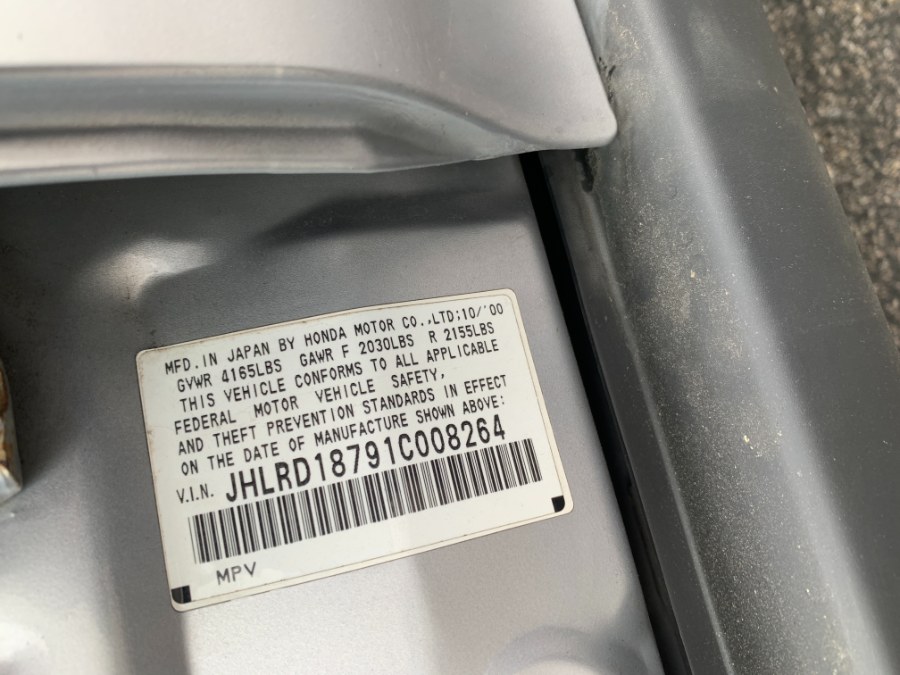 MFD. IN JAPAN BY HONDA MOTOR CO.,LTD;10/'00
GVWR 4165LBS GAWR F 2030LBS R 2155LBS
THIS VEHICLE CONFORMS TO ALL APPLICABLE
FEDERAL MOTOR VEHICLE SAFETY,
AND THEFT PREVENTION STANDARDS IN EFFECT
ON THE DATE OF MANUFACTURE SHOWN ABOVE:
V.I.N. JHLRD18791C008264
MPV